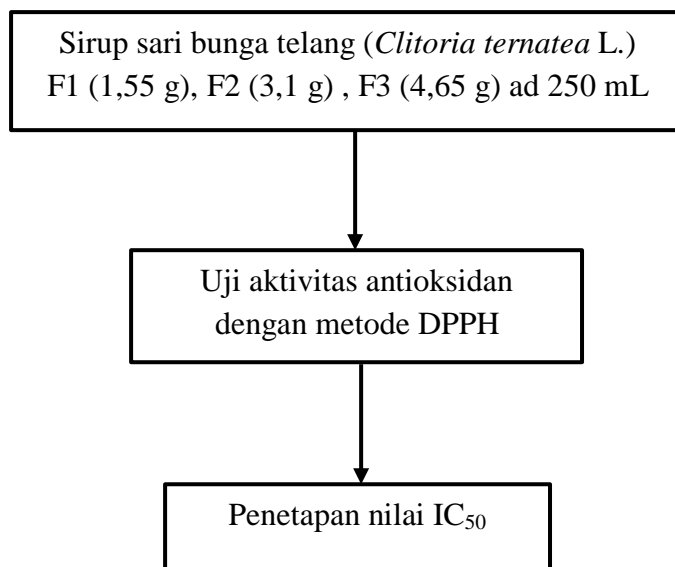 Sirup sari bunga telang (Clitoria ternatea L.)
F1 (1,55 g), F2 (3,1 g) , F3 (4,65 g) ad 250 mL
Uji aktivitas antioksidan
dengan metode DPPH
Penetapan nilai IC₅₀